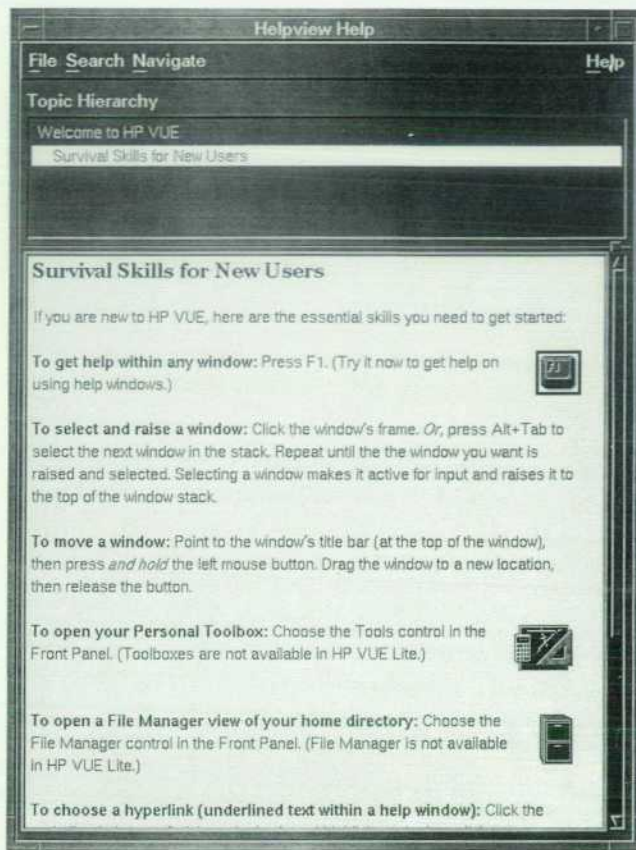 Helpview Help
File Search Navigate Help
Topic Hierarchy
Welcome to HP VUE
Survival Skills for New Users
Survival Skills for New Users
If you are new to HP VUE, here are the essential skills you need to get started:
To get help within any window: Press F1. (Try it now to get help on
using help windows.)
F1
To select and raise a window: Click the window's frame. Or, press Alt+Tab to
select the next window in the stack. Repeat until the the window you want is
raised and selected. Selecting a window makes it active for input and raises it to
the top of the window stack.
To move a window: Point to the window's title bar (at the top of the window),
then press and hold the left mouse button. Drag the window to a new location,
then release the button.
To open your Personal Toolbox: Choose the Tools control in the
Front Panel. (Toolboxes are not available in HP VUE Lite.)
To open a File Manager view of your home directory: Choose the
File Manager control in the Front Panel. (File Manager is not available
in HP VUE Lite.)
To choose a hyperlink (underlined text within a help window): Click the